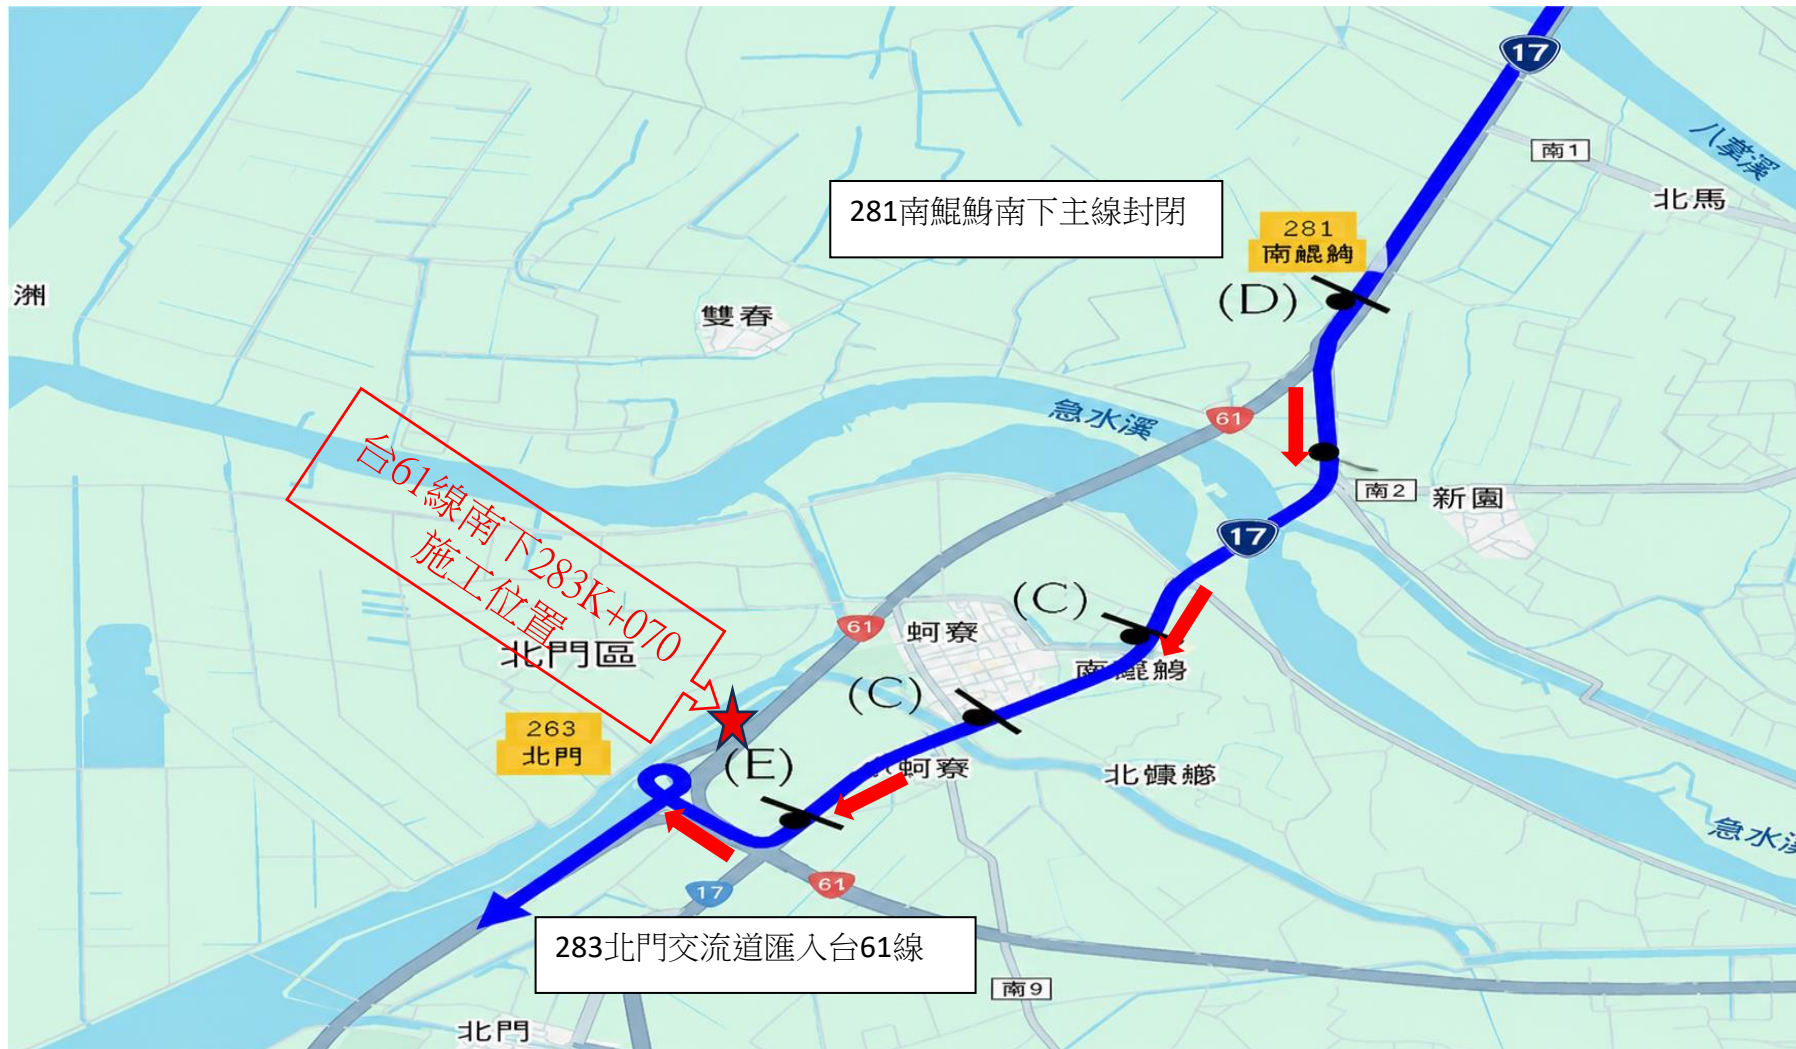 17
八掌溪
南1
北馬
281南鯤鯓南下主線封閉
281
南鯤鯓
(D)
洲
雙春
急水溪
61
台61線南下283K+070
施工位置
南2
新園
17
(C)
61
蚵寮
北門區
南鯤鯓
(C)
263
北門
(E)
蚵寮
急水溪
17
61
283北門交流道匯入台61線
南9
北門